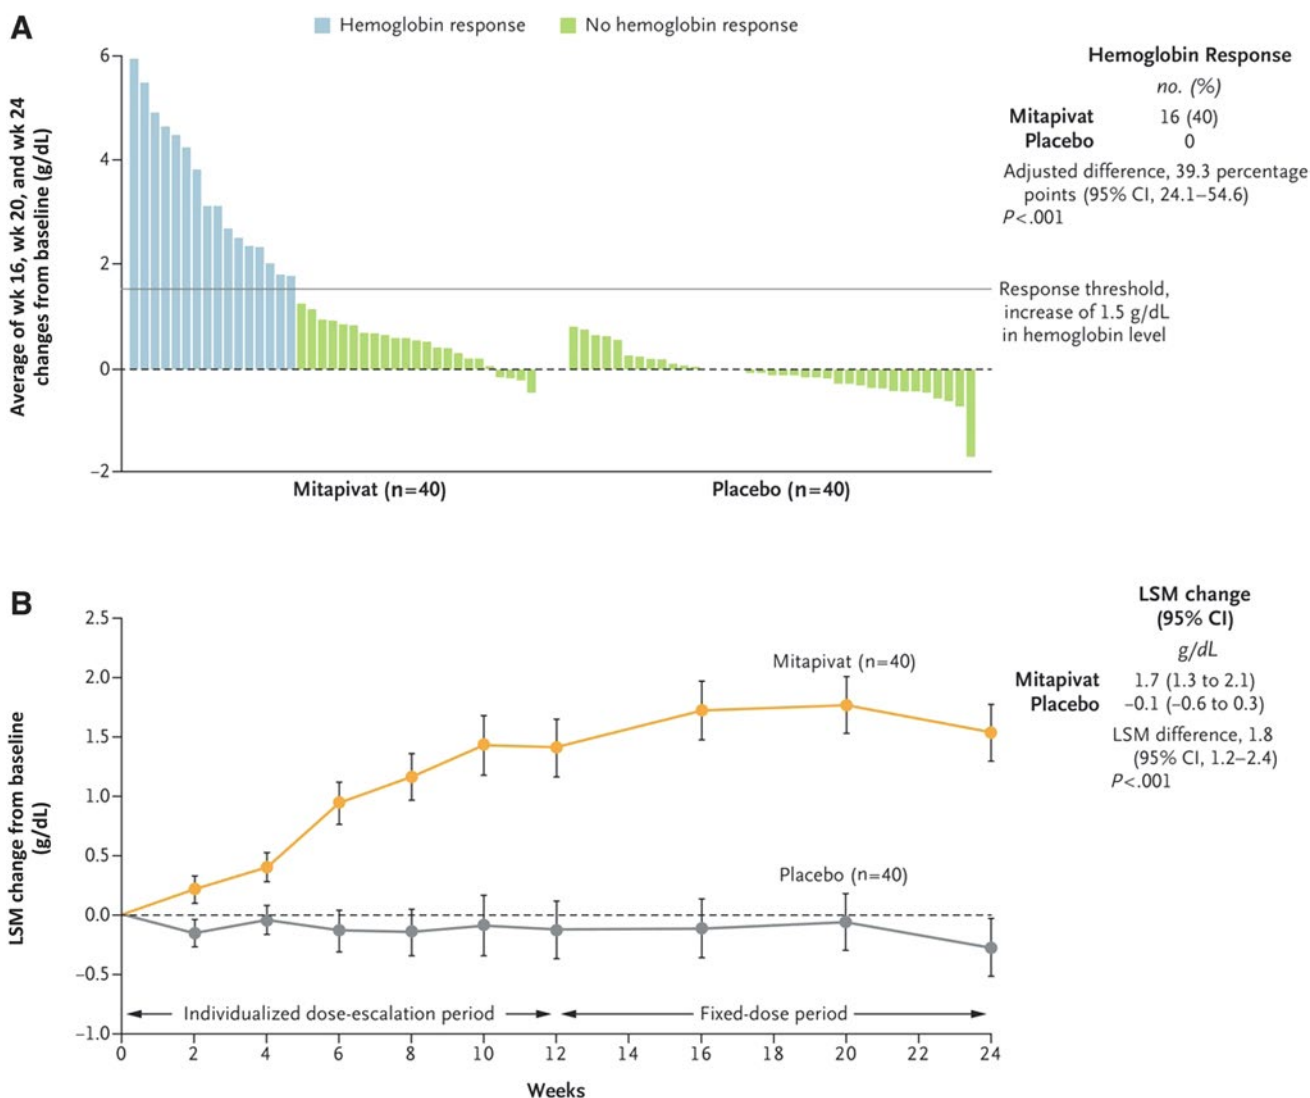 A
Hemoglobin response
No hemoglobin response
Average of wk 16, wk 20, and wk 24
changes from baseline (g/dL)
6
4
2
0
–2
Mitapivat (n=40)
Placebo (n=40)
Hemoglobin Response
no. (%)
Mitapivat 16 (40)
Placebo 0
Adjusted difference, 39.3 percentage
points (95% CI, 24.1–54.6)
P<.001
Response threshold,
increase of 1.5 g/dL
in hemoglobin level
B
LSM change from baseline
(g/dL)
2.5
2.0
1.5
1.0
0.5
0.0
–0.5
–1.0
Mitapivat (n=40)
Placebo (n=40)
Individualized dose-escalation period
Fixed-dose period
0 2 4 6 8 10 12 14 16 18 20 22 24
Weeks
LSM change
(95% CI)
g/dL
Mitapivat 1.7 (1.3 to 2.1)
Placebo –0.1 (–0.6 to 0.3)
LSM difference, 1.8
(95% CI, 1.2–2.4)
P<.001